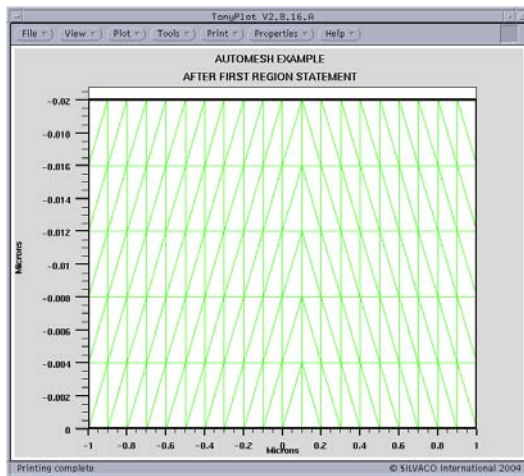 TonyPlot V2.8.16.A
File View Plot Tools Print Properties Help
AUTOMESH EXAMPLE
AFTER FIRST REGION STATEMENT
-0.02
-0.018
-0.016
-0.014
-0.012
-0.01
-0.008
-0.006
-0.004
-0.002
0
Microns
-1 -0.8 -0.6 -0.4 -0.2 0 0.2 0.4 0.6 0.8 1
Microns
Printing complete © SILVACO International 2004